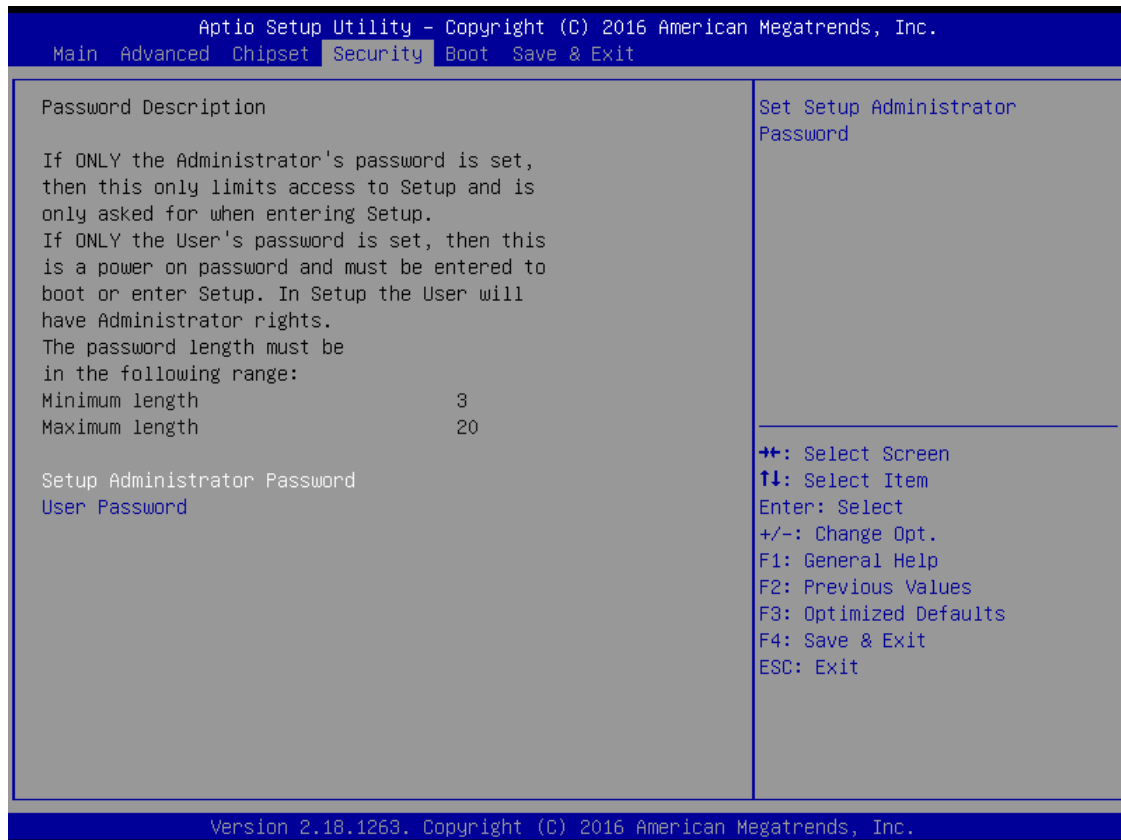 Aptio Setup Utility – Copyright (C) 2016 American Megatrends, Inc.
Main Advanced Chipset Security Boot Save & Exit
Password Description
If ONLY the Administrator's password is set,
then this only limits access to Setup and is
only asked for when entering Setup.
If ONLY the User's password is set, then this
is a power on password and must be entered to
boot or enter Setup. In Setup the User will
have Administrator rights.
The password length must be
in the following range:
Minimum length 3
Maximum length 20
Setup Administrator Password
User Password
Set Setup Administrator
Password
→←: Select Screen
↑↓: Select Item
Enter: Select
+/-: Change Opt.
F1: General Help
F2: Previous Values
F3: Optimized Defaults
F4: Save & Exit
ESC: Exit
Version 2.18.1263. Copyright (C) 2016 American Megatrends, Inc.